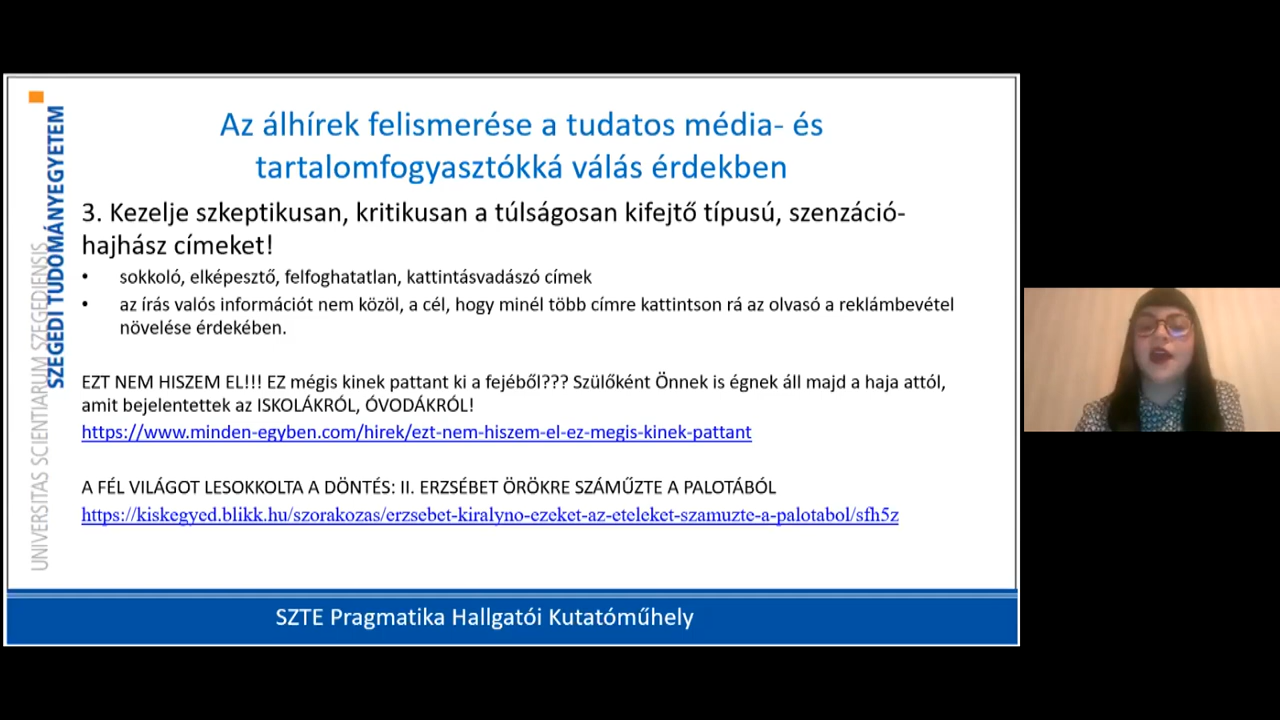 SZEGEDI TUDOMÁNYEGYETEM
UNIVERSITAS SCIENTIARUM SZEGEDIENSIS
Az álhírek felismerése a tudatos média- és
tartalomfogyasztókká válás érdekben
3. Kezelje szkeptikusan, kritikusan a túlságosan kifejtő típusú, szenzáció-
hajhász címeket!
• sokkoló, elképesztő, felfoghatatlan, kattintásvadászó címek
• az írás valós információt nem közöl, a cél, hogy minél több címre kattintson rá az olvasó a reklámbevétel
növelése érdekében.
EZT NEM HISZEM EL!!! EZ mégis kinek pattant ki a fejéből??? Szülőként Önnek is égnek áll majd a haja attól,
amit bejelentettek az ISKOLÁKRÓL, ÓVODÁKRÓL!
https://www.minden-egyben.com/hirek/ezt-nem-hiszem-el-ez-megis-kinek-pattant
A FÉL VILÁGOT LESOKKOLTA A DÖNTÉS: II. ERZSÉBET ÖRÖKRE SZÁMŰZTE A PALOTÁBÓL
https://kiskegyed.blikk.hu/szorakozas/erzsebet-kiralyno-ezeket-az-eteleket-szamuzte-a-palotabol/sfh5z
SZTE Pragmatika Hallgatói Kutatóműhely